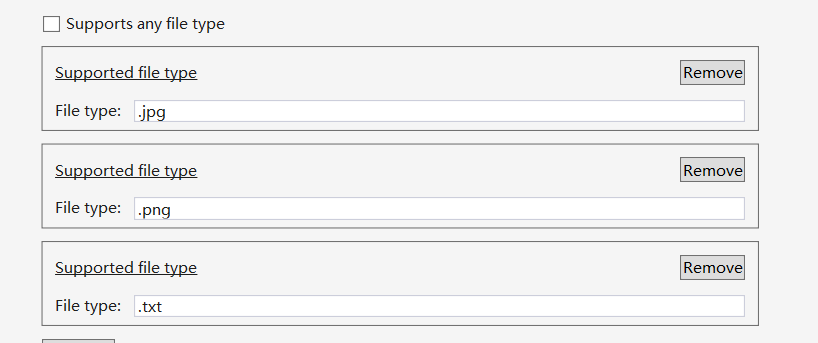 Supports any file type
Supported file type
Remove
File type: .jpg
Supported file type
Remove
File type: .png
Supported file type
Remove
File type: .txt